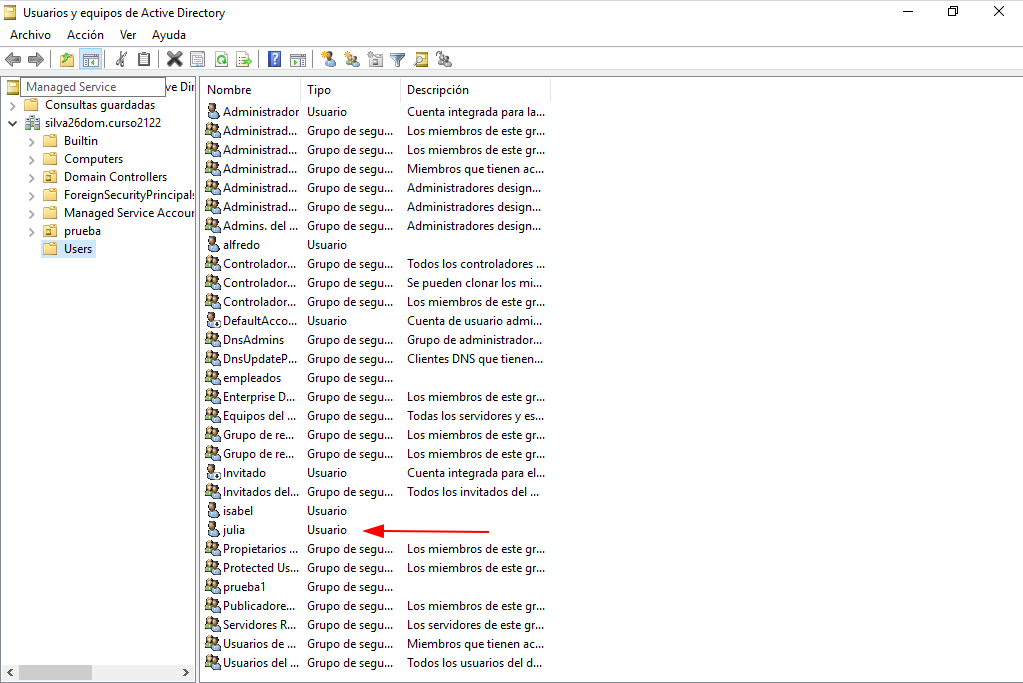 Usuarios y equipos de Active Directory
Archivo Acción Ver Ayuda
Managed Service ve Dir
Consultas guardadas
silva26dom.curso2122
Builtin
Computers
Domain Controllers
ForeignSecurityPrincipals
Managed Service Accour
prueba
Users
Nombre Tipo Descripción
Administrador Usuario Cuenta integrada para la...
Administrad... Grupo de segu... Los miembros de este gr...
Administrad... Grupo de segu... Los miembros de este gr...
Administrad... Grupo de segu... Miembros que tienen ac...
Administrad... Grupo de segu... Administradores design...
Administrad... Grupo de segu... Administradores design...
Admins. del ... Grupo de segu... Administradores design...
alfredo Usuario
Controlador... Grupo de segu... Todos los controladores ...
Controlador... Grupo de segu... Se pueden clonar los mi...
Controlador... Grupo de segu... Los miembros de este gr...
DefaultAcco... Usuario Cuenta de usuario admi...
DnsAdmins Grupo de segu... Grupo de administrador...
DnsUpdateP... Grupo de segu... Clientes DNS que tienen...
empleados Grupo de segu...
Enterprise D... Grupo de segu... Los miembros de este gr...
Equipos del ... Grupo de segu... Todas los servidores y es...
Grupo de re... Grupo de segu... Los miembros de este gr...
Grupo de re... Grupo de segu... Los miembros de este gr...
Invitado Usuario Cuenta integrada para el...
Invitados del... Grupo de segu... Todos los invitados del ...
isabel Usuario
julia Usuario
Propietarios ... Grupo de segu... Los miembros de este gr...
Protected Us... Grupo de segu... Los miembros de este gr...
prueba1 Grupo de segu...
Publicadore... Grupo de segu... Los miembros de este gr...
Servidores R... Grupo de segu... Los servidores de este gr...
Usuarios de ... Grupo de segu... Miembros que tienen ac...
Usuarios del ... Grupo de segu... Todos los usuarios del d...